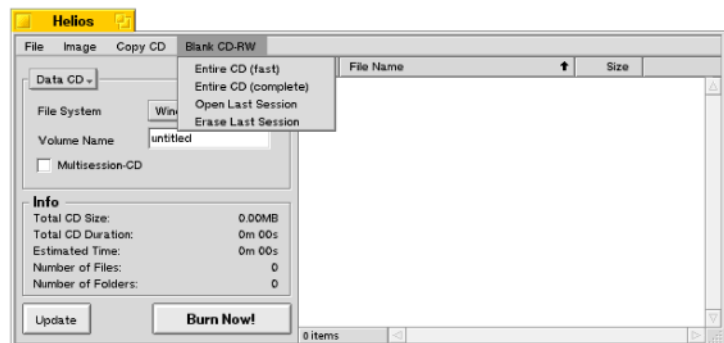 Helios
File Image Copy CD Blank CD-RW
File Name Size
Entire CD (fast)
Entire CD (complete)
Open Last Session
Erase Last Session
Data CD
File System Win
Volume Name untitled
Multisession-CD
Info
Total CD Size: 0.00MB
Total CD Duration: 0m 00s
Estimated Time: 0m 00s
Number of Files: 0
Number of Folders: 0
Update Burn Now!
0 items